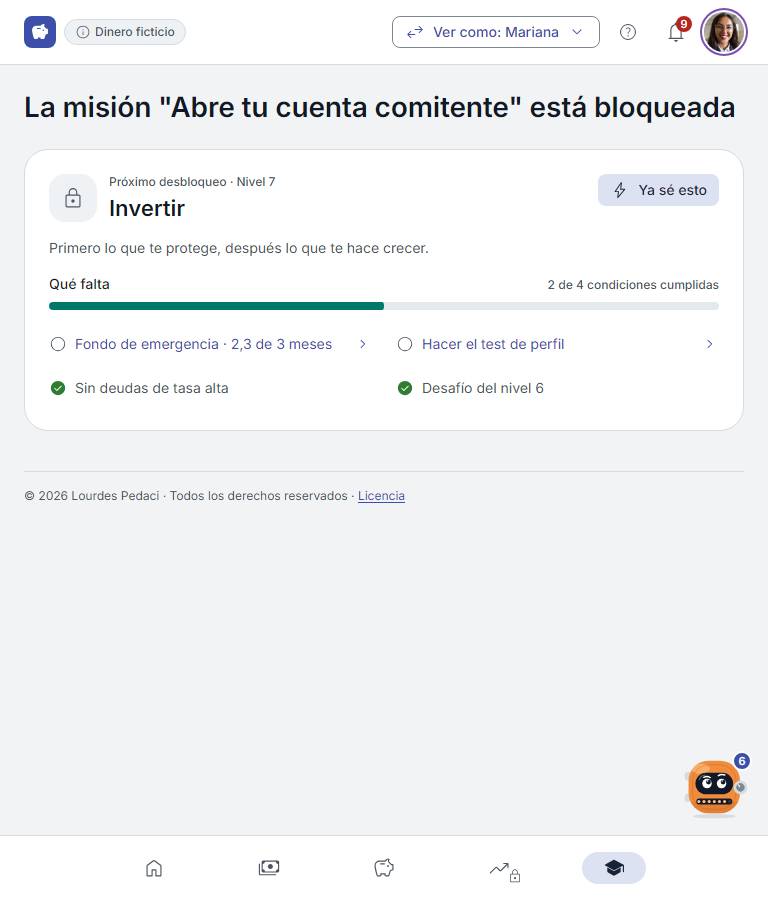 Dinero ficticio
Ver como: Mariana
9
La misión "Abre tu cuenta comitente" está bloqueada
Próximo desbloqueo · Nivel 7
Invertir
Ya sé esto
Primero lo que te protege, después lo que te hace crecer.
Qué falta
2 de 4 condiciones cumplidas
Fondo de emergencia · 2,3 de 3 meses
Hacer el test de perfil
Sin deudas de tasa alta
Desafío del nivel 6
© 2026 Lourdes Pedaci · Todos los derechos reservados · Licencia
6